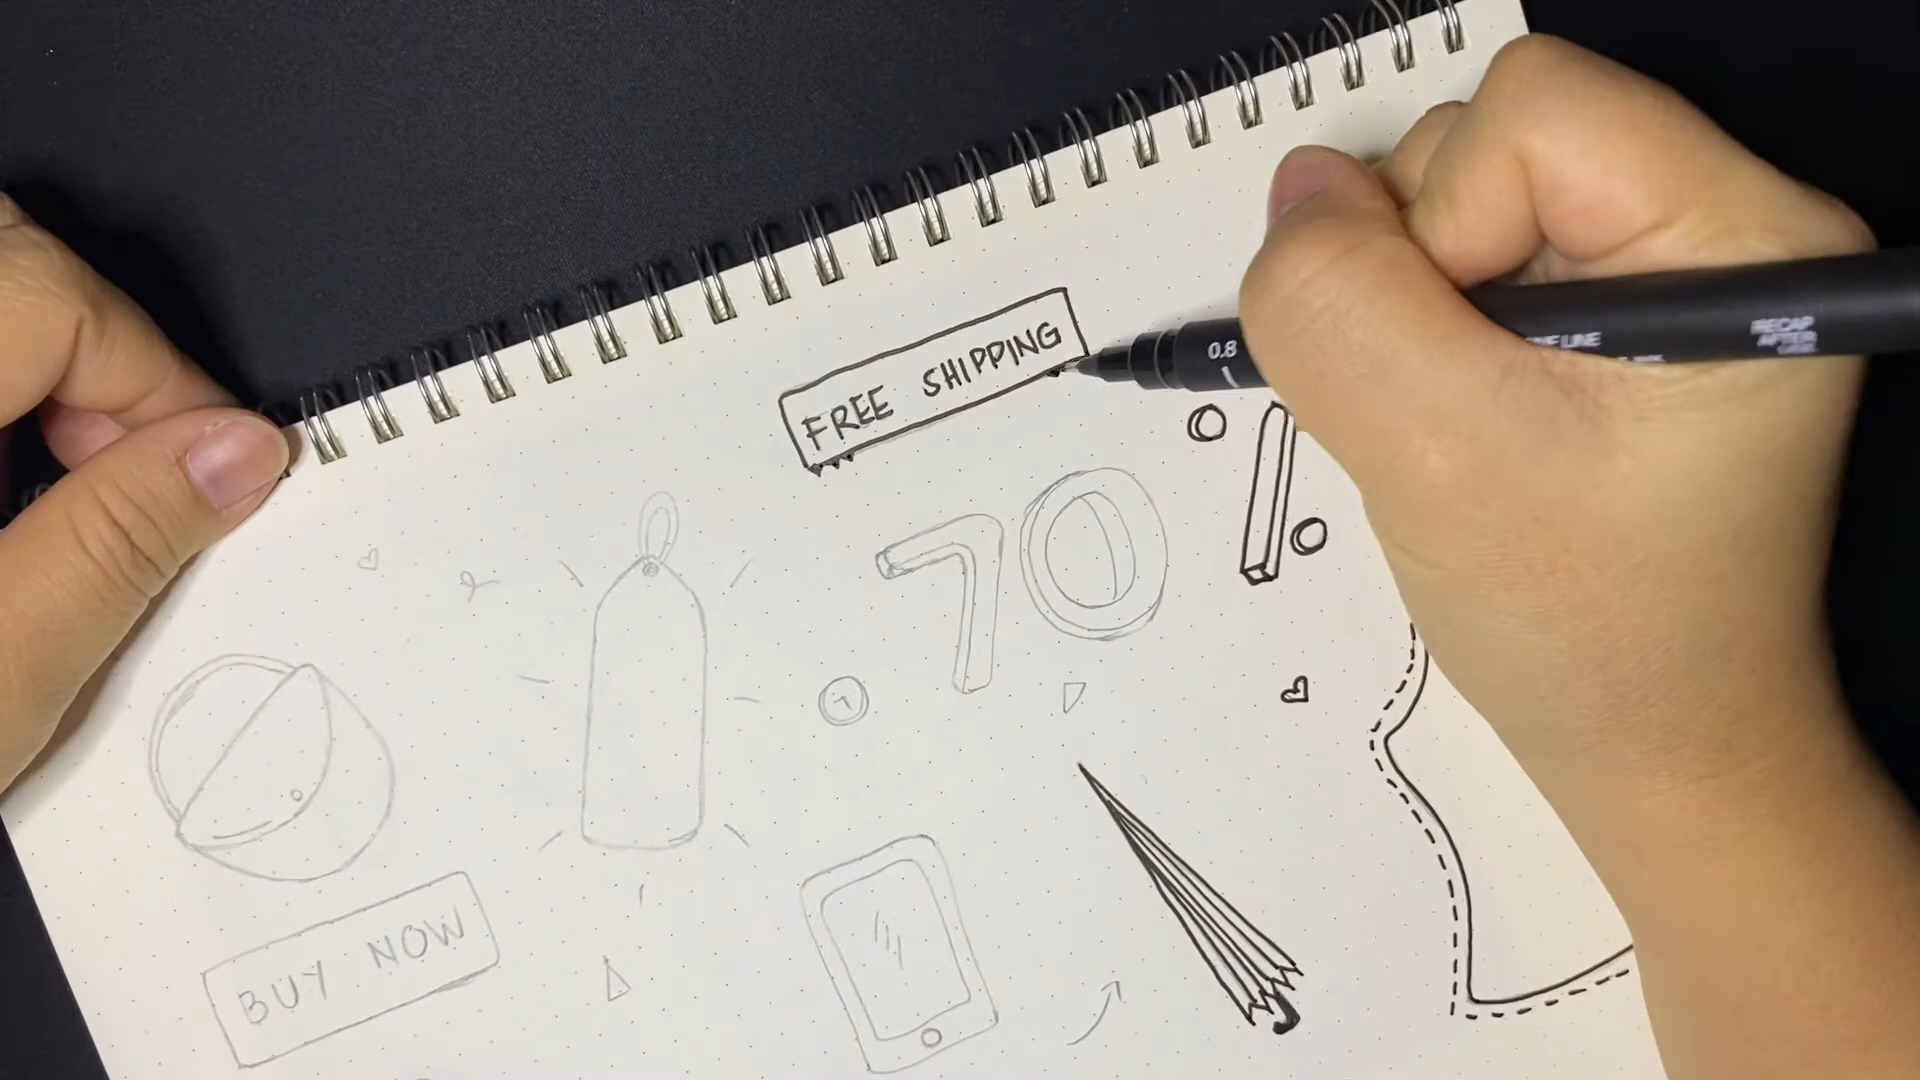 FREE SHIPPING
0.8
RECAP
AFTER
USE
70 %
BUY NOW